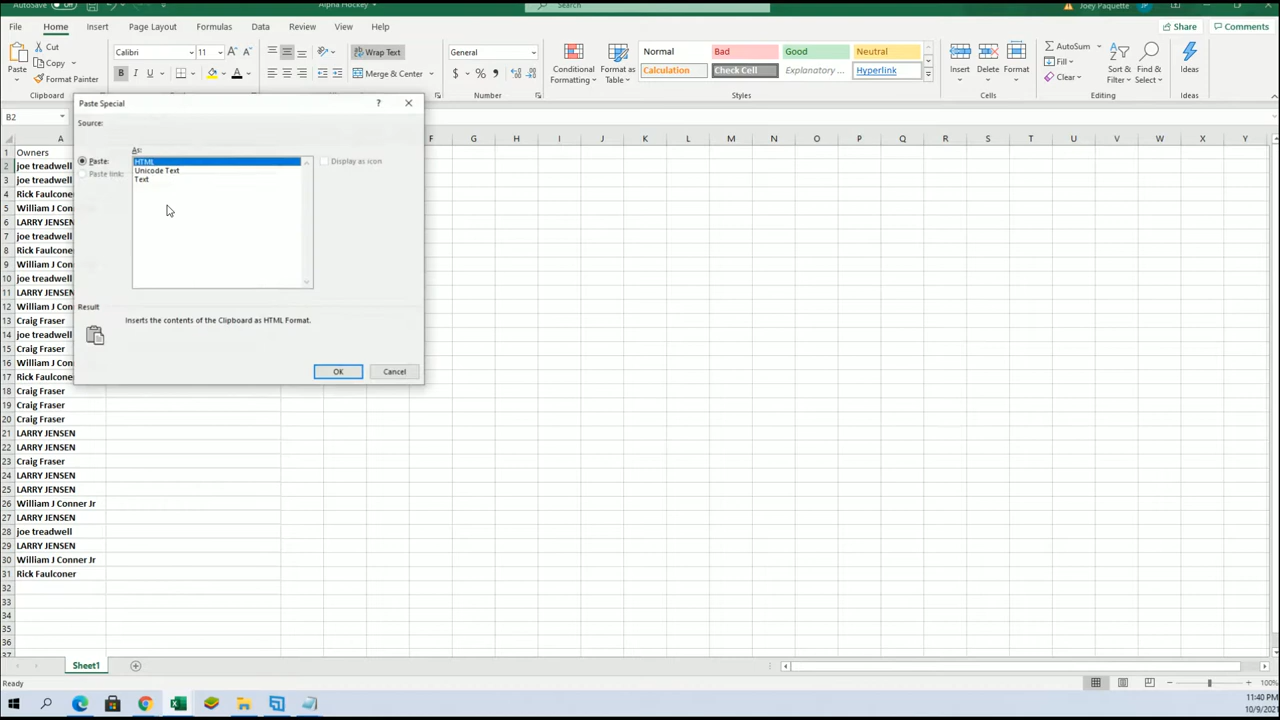 AutoSave Off Alpha Hockey Search Joey Paquette JP
File Home Insert Page Layout Formulas Data Review View Help Share Comments
Cut Calibri 11 A A Wrap Text General Normal Bad Good Neutral AutoSum
Paste Copy Conditional Formatting Format as Table Insert Delete Format Fill Sort & Filter Find & Select Ideas
Format Painter B I U A Merge & Center $ % Calculation Check Cell Explanatory ... Hyperlink Clear
Clipboard Number Styles Cells Editing Ideas
Paste Special ? ×
B2
Source:
As:
Paste:
Paste link:
HTML
Unicode Text
Text
Display as icon
Result
Inserts the contents of the Clipboard as HTML Format.
OK Cancel
A F G H I J K L M N O P Q R S T U V W X Y
1 Owners
2 joe treadwell
3 joe treadwell
4 Rick Faulconer
5 William J Conn
6 LARRY JENSEN
7 joe treadwell
8 Rick Faulconer
9 William J Conn
10 joe treadwell
11 LARRY JENSEN
12 William J Conn
13 Craig Fraser
14 joe treadwell
15 Craig Fraser
16 William J Conn
17 Rick Faulconer
18 Craig Fraser
19 Craig Fraser
20 Craig Fraser
21 LARRY JENSEN
22 LARRY JENSEN
23 Craig Fraser
24 LARRY JENSEN
25 LARRY JENSEN
26 William J Conner Jr
27 LARRY JENSEN
28 joe treadwell
29 LARRY JENSEN
30 William J Conner Jr
31 Rick Faulconer
32
33
34
35
36
37
Sheet1
Ready 100%
11:40 PM
10/9/2021